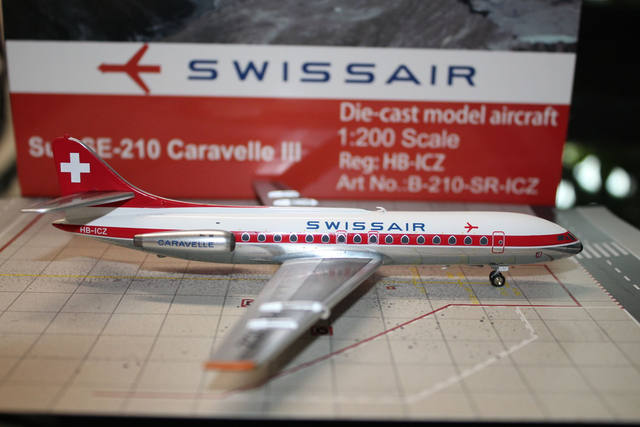 SWISSAIR
Die-cast model aircraft
SE-210 Caravelle III
1:200 Scale
Reg: HB-ICZ
Art No.:B-210-SR-ICZ
SWISSAIR
HB-ICZ
CARAVELLE